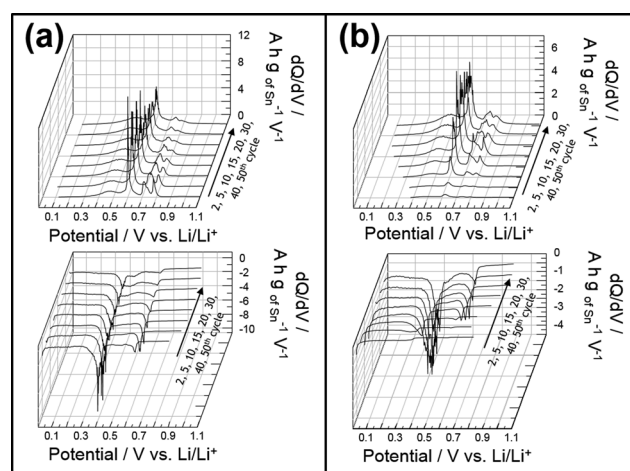 (a)
12
8
4
0
dQ/dV /
A h g of Sn-1 V-1
2, 5, 10, 15, 20, 30,
40, 50th cycle
0.1 0.3 0.5 0.7 0.9 1.1
Potential / V vs. Li/Li+
0
-2
-4
-6
-8
-10
dQ/dV /
A h g of Sn-1 V-1
2, 5, 10, 15, 20, 30,
40, 50th cycle
0.1 0.3 0.5 0.7 0.9 1.1
Potential / V vs. Li/Li+
(b)
6
4
2
0
dQ/dV /
A h g of Sn-1 V-1
2, 5, 10, 15, 20, 30,
40, 50th cycle
0.1 0.3 0.5 0.7 0.9 1.1
Potential / V vs. Li/Li+
0
-1
-2
-3
-4
dQ/dV /
A h g of Sn-1 V-1
2, 5, 10, 15, 20, 30,
40, 50th cycle
0.1 0.3 0.5 0.7 0.9 1.1
Potential / V vs. Li/Li+